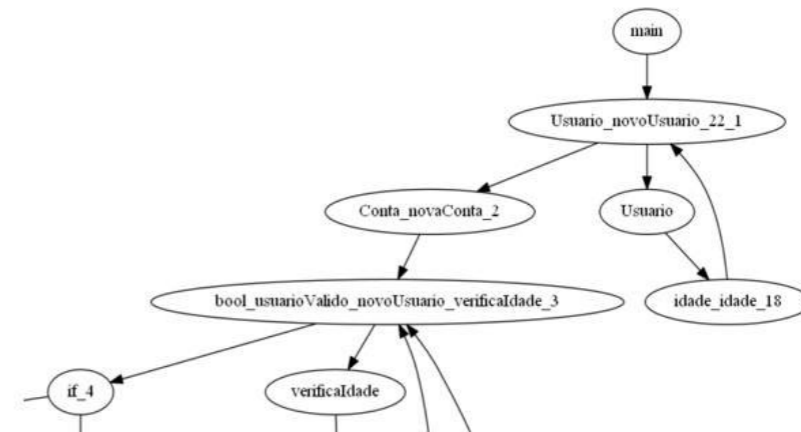 main
Usuario_novoUsuario_22_1
Conta_novaConta_2
Usuario
bool_usuarioValido_novoUsuario_verificaIdade_3
idade_idade_18
if_4
verificaIdade